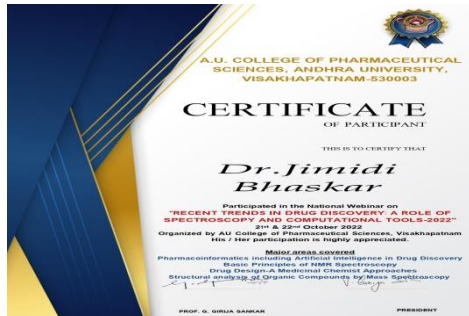 A.U. COLLEGE OF PHARMACEUTICAL
SCIENCES, ANDHRA UNIVERSITY,
VISAKHAPATNAM-530003
CERTIFICATE
OF PARTICIPANT
THIS IS TO CERTIFY THAT
Dr.Jimidi
Bhaskar
Participated in the National Webinar on
"RECENT TRENDS IN DRUG DISCOVERY: A ROLE OF
SPECTROSCOPY AND COMPUTATIONAL TOOLS-2022"
21st & 22nd October 2022
Organized by AU College of Pharmaceutical Sciences, Visakhapatnam
His / Her participation is highly appreciated.
Major areas covered
Pharmacoinformatics including Artificial Intelligence in Drug Discovery
Basic Principles of NMR Spectroscopy
Drug Design-A Medicinal Chemist Approaches
Structural analysis of Organic Compounds by Mass Spectroscopy
PROF. G. GIRIJA SANKAR
PRESIDENT